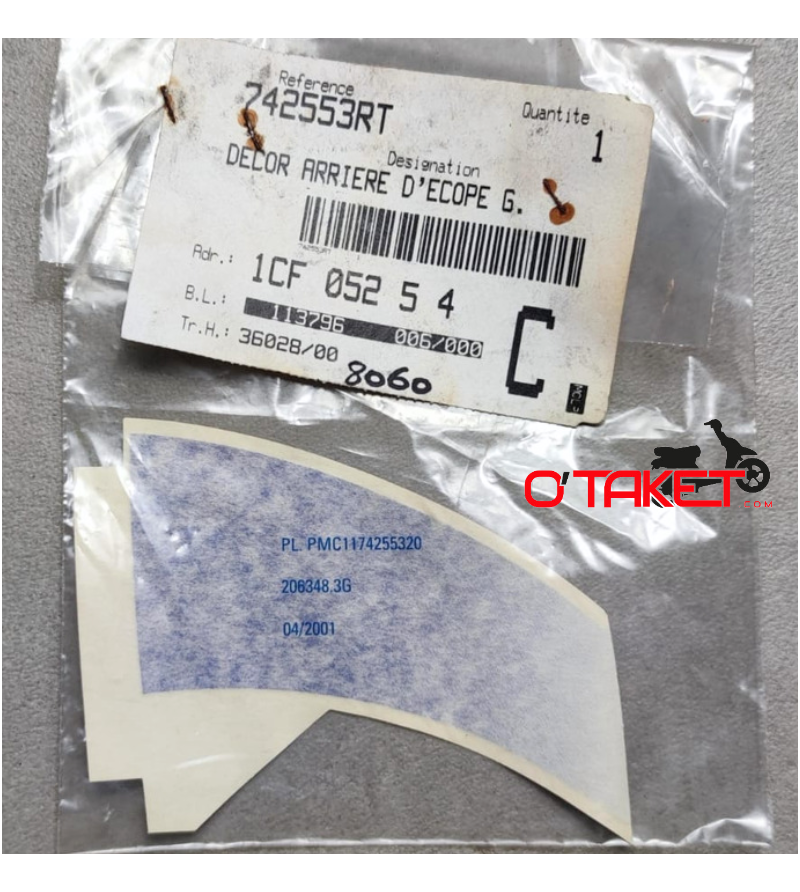 Reference
742553RT
Quantite
1
Designation
DECOR ARRIERE D'ECOPE G.
Adr.: 1CF 052 5 4
B.L.: 113796 006/000
Tr.H.: 36028/00
C
8060
O'TAKET
.COM
PL. PMC1174255320
206348.3G
04/2001